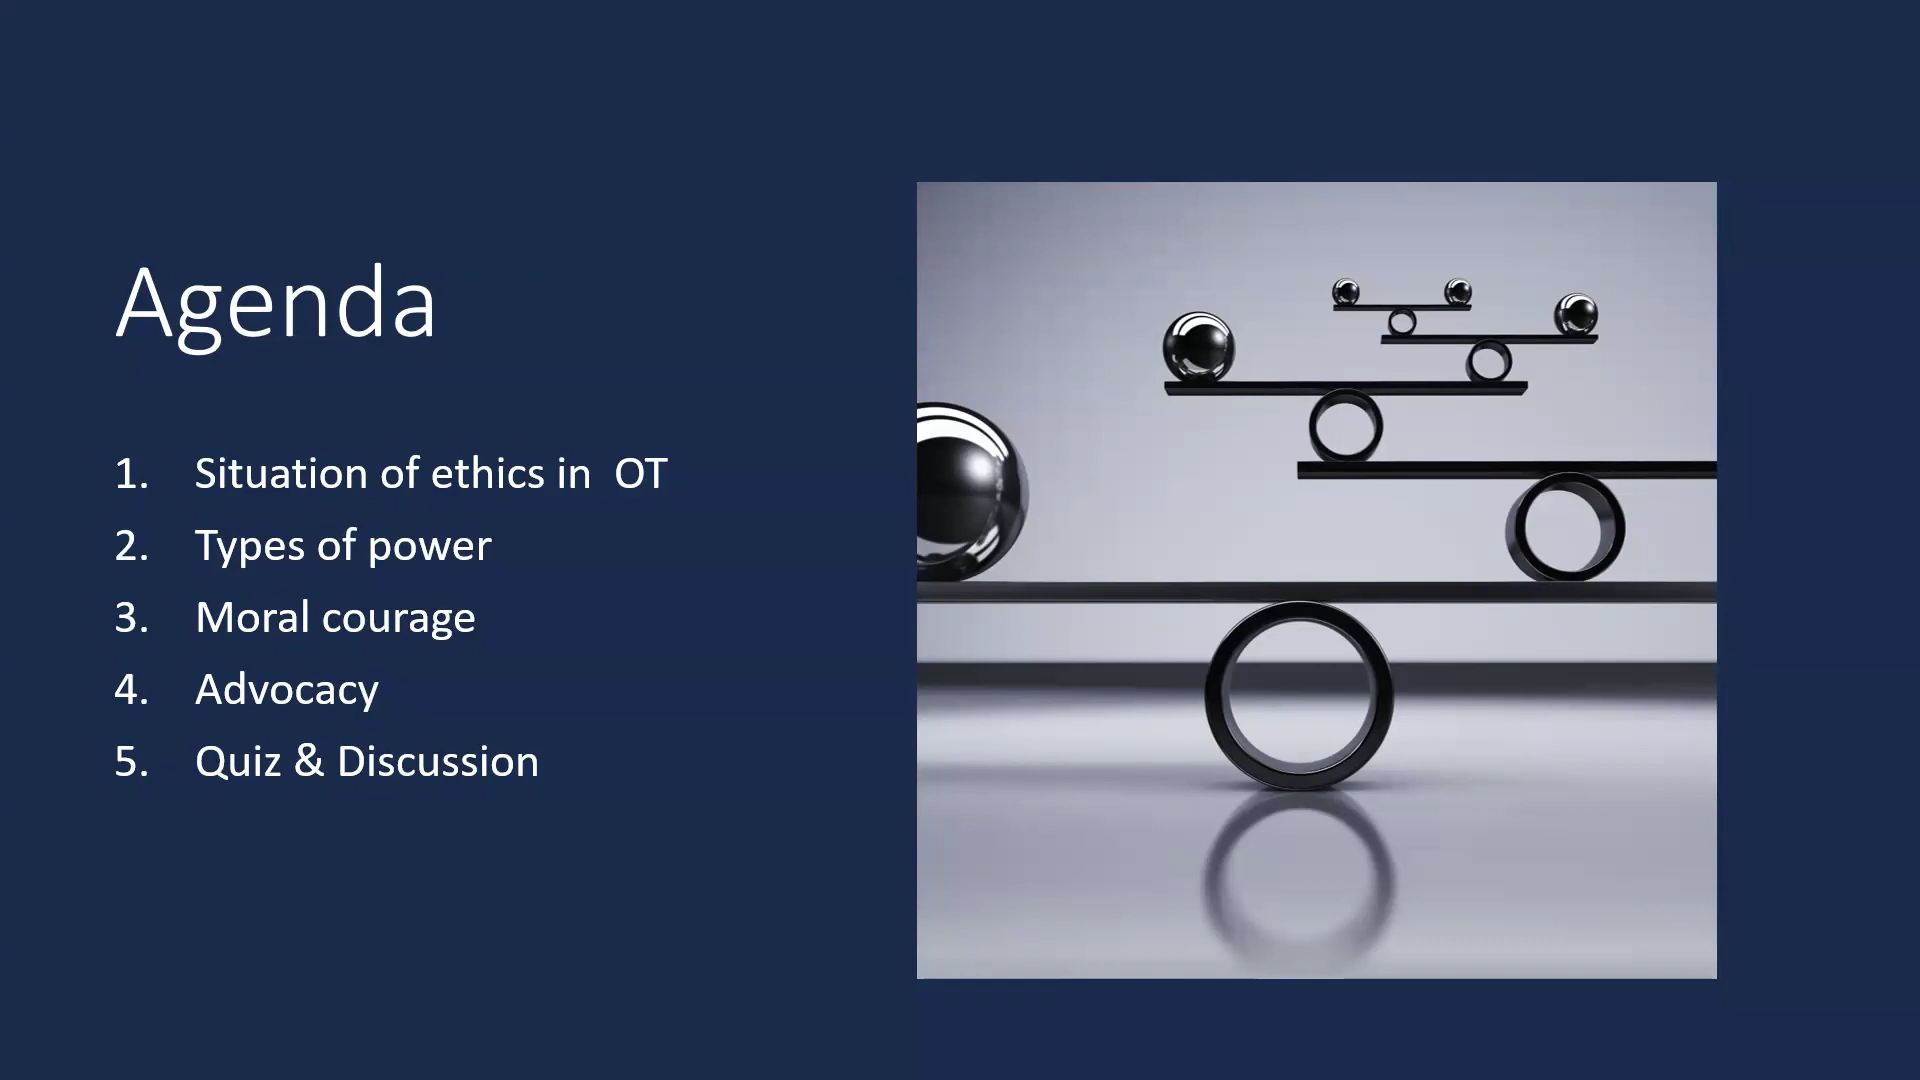 Agenda
1. Situation of ethics in  OT
2. Types of power
3. Moral courage
4. Advocacy
5. Quiz & Discussion